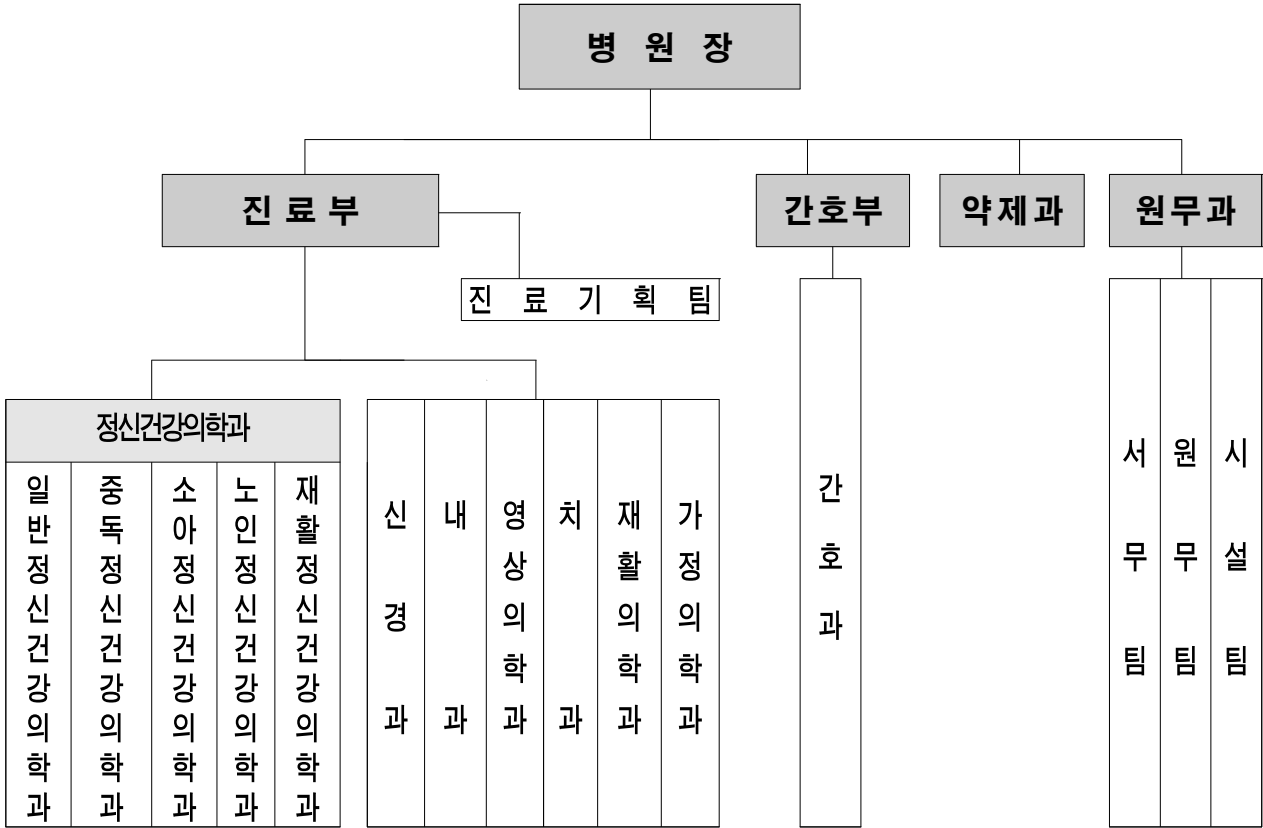 병 원 장
진 료 부
간호부
약제과
원무과
진 료 기 획 팀
정신건강의학과
일반정신건강의학과
중독정신건강의학과
소아정신건강의학과
노인정신건강의학과
재활정신건강의학과
신경과
내과
영상의학과
치과
재활의학과
가정의학과
간호과
서무팀
원무팀
시설팀